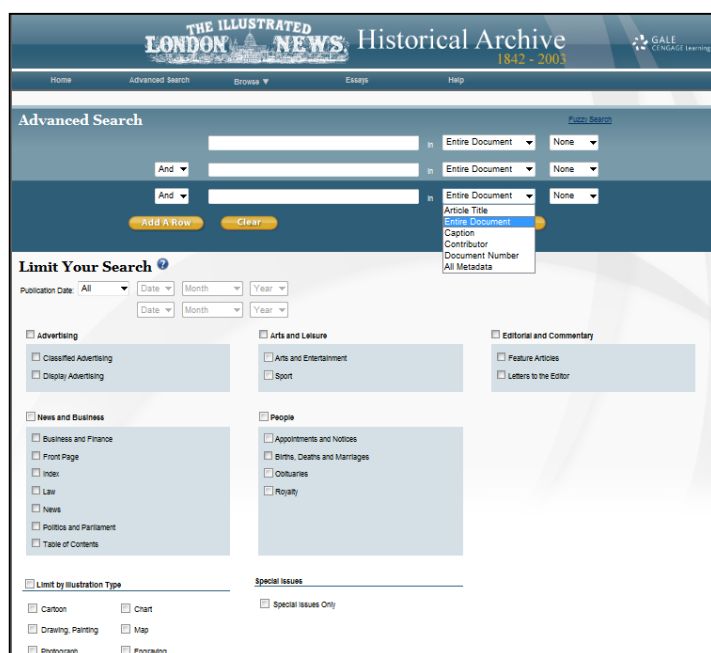 THE ILLUSTRATED
LONDON NEWS Historical Archive
1842 - 2003
GALE
CENGAGE Learning
Home Advanced Search Browse ▼ Essays Help
Advanced Search Fuzzy Search
in Entire Document None
And in Entire Document None
And in Entire Document None
Add A Row Clear
Article Title
Entire Document
Caption
Contributor
Document Number
All Metadata
Limit Your Search ?
Publication Date: All Date Month Year
Date Month Year
Advertising Arts and Leisure Editorial and Commentary
Classified Advertising Arts and Entertainment Feature Articles
Display Advertising Sport Letters to the Editor
News and Business People
Business and Finance Appointments and Notices
Front Page Births, Deaths and Marriages
Index Obituaries
Law Royalty
News
Politics and Parliament
Table of Contents
Limit by Illustration Type Special Issues
Cartoon Chart Special Issues Only
Drawing, Painting Map
Photograph Engraving